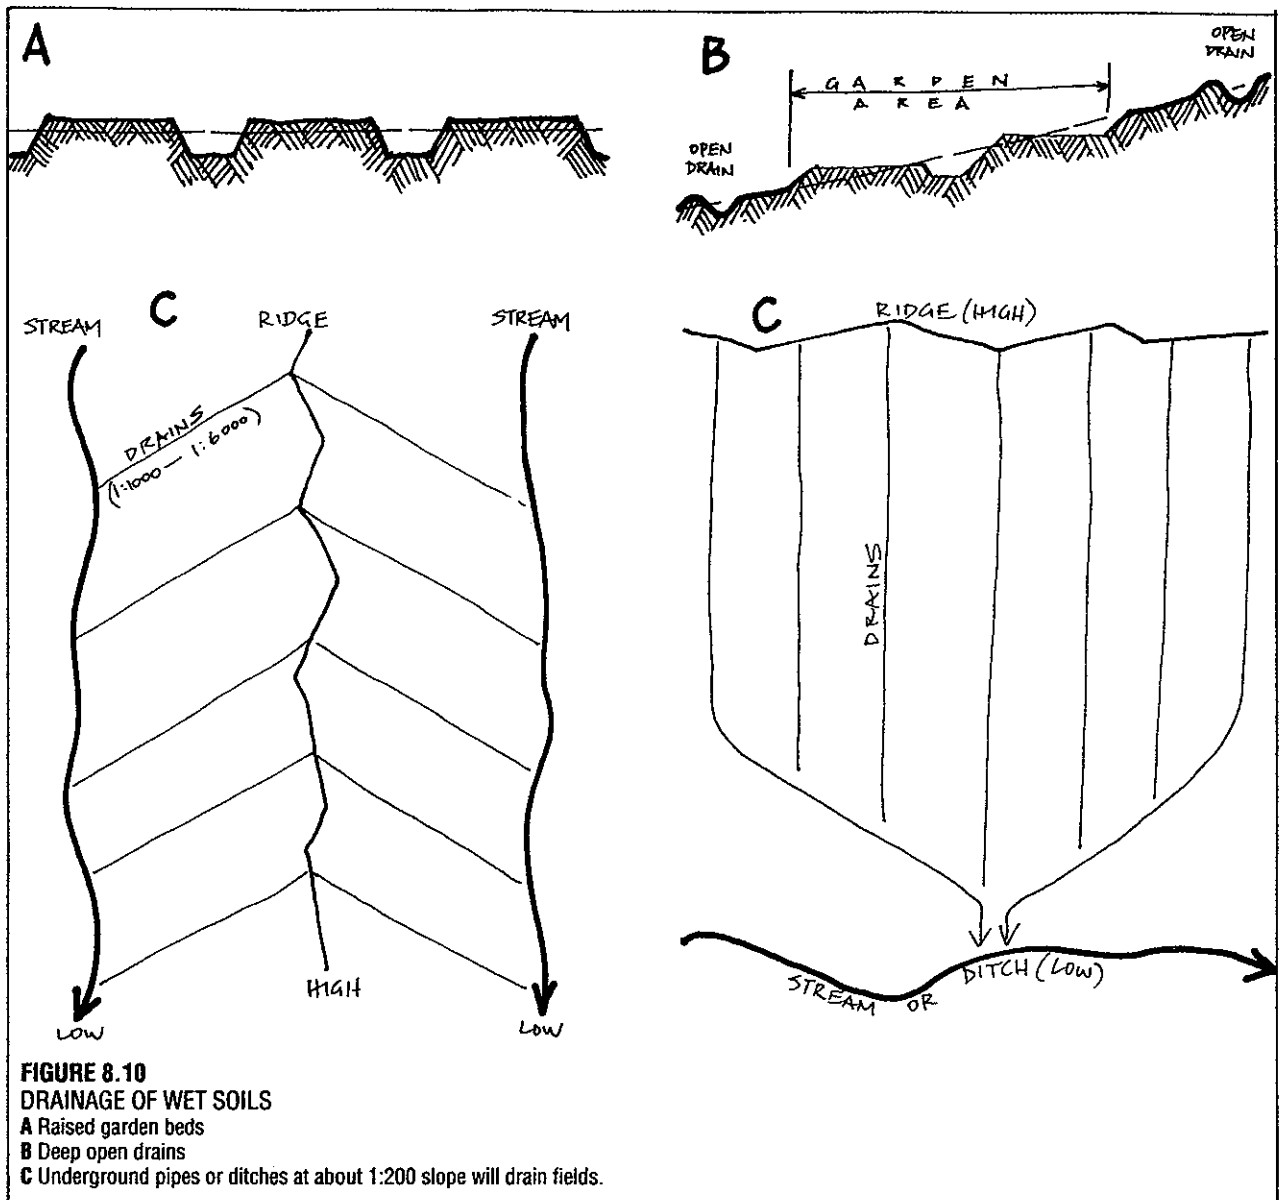 A
B
OPEN
DRAIN
GARDEN
AREA
OPEN
DRAIN
C
STREAM
RIDGE
STREAM
DRAINS
(1:1000 — 1:6000)
HIGH
LOW
LOW
C
RIDGE (HIGH)
DRAINS
STREAM OR DITCH (LOW)
FIGURE 8.10
DRAINAGE OF WET SOILS
A Raised garden beds
B Deep open drains
C Underground pipes or ditches at about 1:200 slope will drain fields.